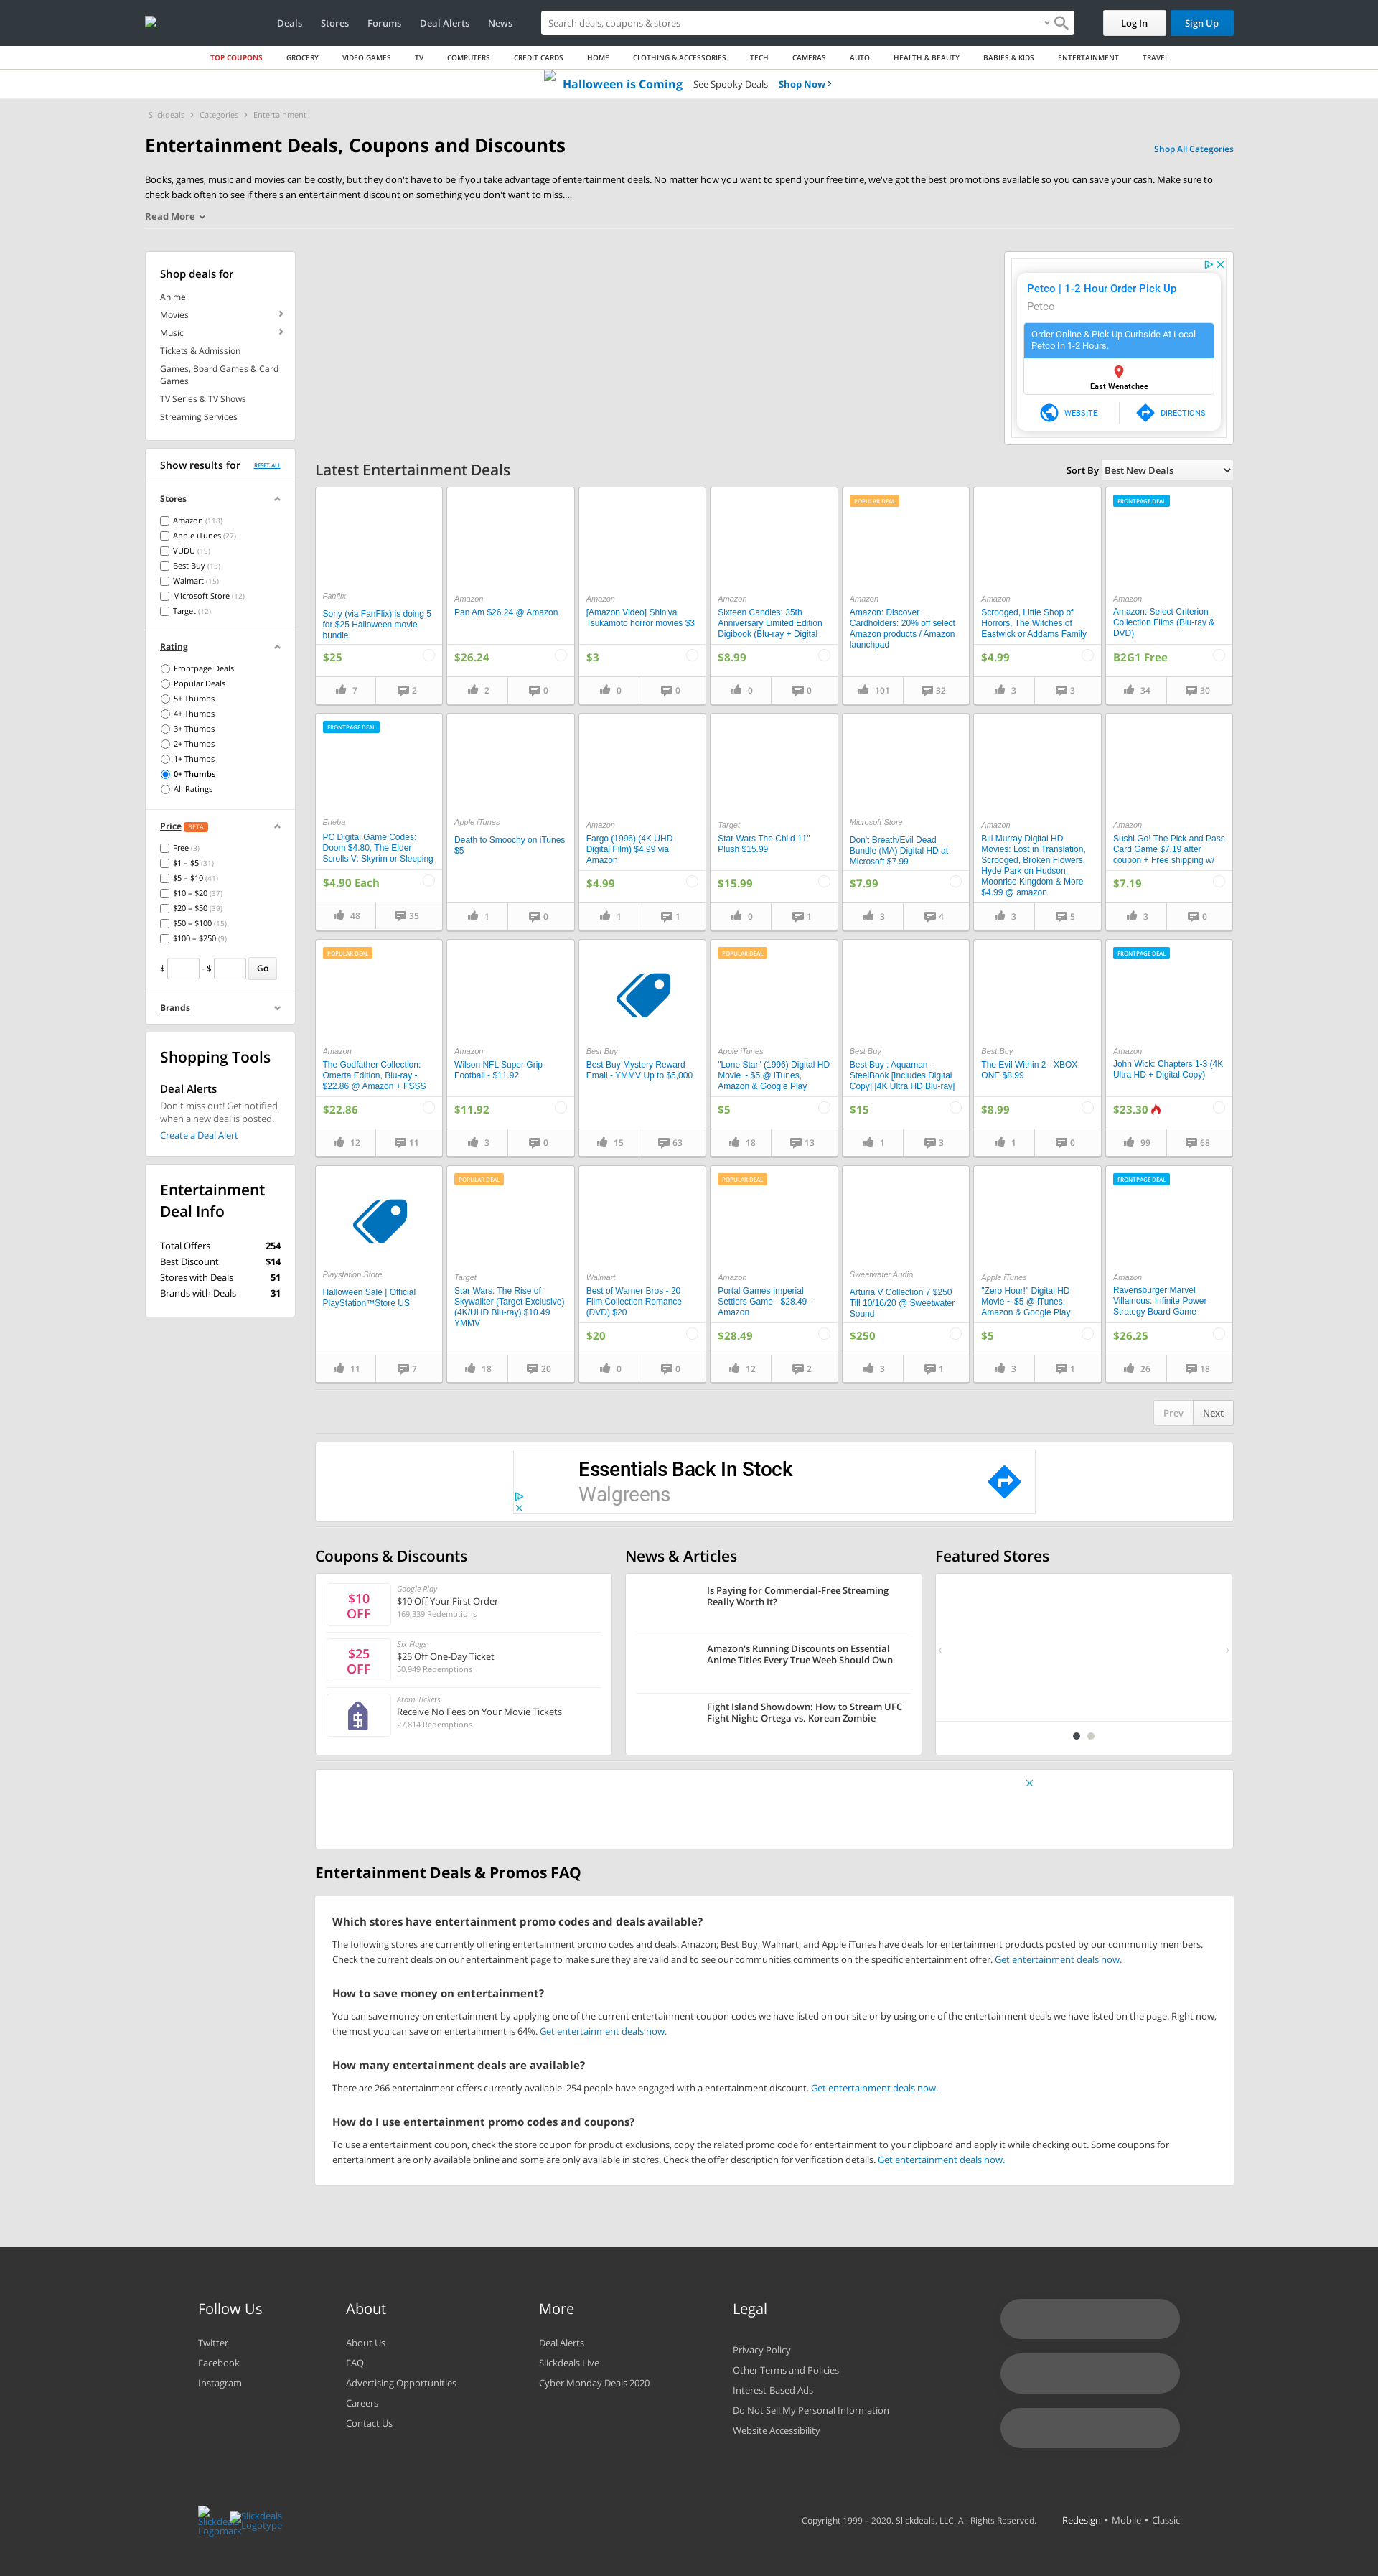 Deals Stores Forums Deal Alerts News Search deals, coupons & stores Log In Sign Up
TOP COUPONS GROCERY VIDEO GAMES TV COMPUTERS CREDIT CARDS HOME CLOTHING & ACCESSORIES TECH CAMERAS AUTO HEALTH & BEAUTY BABIES & KIDS ENTERTAINMENT TRAVEL
Halloween is Coming See Spooky Deals Shop Now
Slickdeals Categories Entertainment
Entertainment Deals, Coupons and Discounts
Shop All Categories
Books, games, music and movies can be costly, but they don't have to be if you take advantage of entertainment deals. No matter how you want to spend your free time, we've got the best promotions available so you can save your cash. Make sure to
check back often to see if there's an entertainment discount on something you don't want to miss....
Read More
Shop deals for
Anime
Movies
Music
Tickets & Admission
Games, Board Games & Card
Games
TV Series & TV Shows
Streaming Services
Petco | 1-2 Hour Order Pick Up
Petco
Order Online & Pick Up Curbside At Local
Petco In 1-2 Hours.
East Wenatchee
WEBSITE DIRECTIONS
Show results for RESET ALL
Stores
Amazon (118)
Apple iTunes (27)
VUDU (19)
Best Buy (15)
Walmart (15)
Microsoft Store (12)
Target (12)
Rating
Frontpage Deals
Popular Deals
5+ Thumbs
4+ Thumbs
3+ Thumbs
2+ Thumbs
1+ Thumbs
0+ Thumbs
All Ratings
Price BETA
Free (3)
$1 – $5 (31)
$5 – $10 (41)
$10 – $20 (37)
$20 – $50 (39)
$50 – $100 (15)
$100 – $250 (9)
$ - $ Go
Brands
Shopping Tools
Deal Alerts
Don't miss out! Get notified
when a new deal is posted.
Create a Deal Alert
Entertainment
Deal Info
Total Offers 254
Best Discount $14
Stores with Deals 51
Brands with Deals 31
Latest Entertainment Deals
Sort By Best New Deals
Fanflix
Sony (via FanFlix) is doing 5
for $25 Halloween movie
bundle.
$25
7 2
Amazon
Pan Am $26.24 @ Amazon
$26.24
2 0
Amazon
[Amazon Video] Shin'ya
Tsukamoto horror movies $3
$3
0 0
Amazon
Sixteen Candles: 35th
Anniversary Limited Edition
Digibook (Blu-ray + Digital
$8.99
0 0
POPULAR DEAL
Amazon
Amazon: Discover
Cardholders: 20% off select
Amazon products / Amazon
launchpad
101 32
Amazon
Scrooged, Little Shop of
Horrors, The Witches of
Eastwick or Addams Family
$4.99
3 3
FRONTPAGE DEAL
Amazon
Amazon: Select Criterion
Collection Films (Blu-ray &
DVD)
B2G1 Free
34 30
FRONTPAGE DEAL
Eneba
PC Digital Game Codes:
Doom $4.80, The Elder
Scrolls V: Skyrim or Sleeping
$4.90 Each
48 35
Apple iTunes
Death to Smoochy on iTunes
$5
1 0
Amazon
Fargo (1996) (4K UHD
Digital Film) $4.99 via
Amazon
$4.99
1 1
Target
Star Wars The Child 11"
Plush $15.99
$15.99
0 1
Microsoft Store
Don't Breath/Evil Dead
Bundle (MA) Digital HD at
Microsoft $7.99
$7.99
3 4
Amazon
Bill Murray Digital HD
Movies: Lost in Translation,
Scrooged, Broken Flowers,
Hyde Park on Hudson,
Moonrise Kingdom & More
$4.99 @ amazon
3 5
Amazon
Sushi Go! The Pick and Pass
Card Game $7.19 after
coupon + Free shipping w/
$7.19
3 0
POPULAR DEAL
Amazon
The Godfather Collection:
Omerta Edition, Blu-ray -
$22.86 @ Amazon + FSSS
$22.86
12 11
Amazon
Wilson NFL Super Grip
Football - $11.92
$11.92
3 0
Best Buy
Best Buy Mystery Reward
Email - YMMV Up to $5,000
15 63
POPULAR DEAL
Apple iTunes
"Lone Star" (1996) Digital HD
Movie ~ $5 @ iTunes,
Amazon & Google Play
$5
18 13
Best Buy
Best Buy : Aquaman -
SteelBook [Includes Digital
Copy] [4K Ultra HD Blu-ray]
$15
1 3
Best Buy
The Evil Within 2 - XBOX
ONE $8.99
$8.99
1 0
FRONTPAGE DEAL
Amazon
John Wick: Chapters 1-3 (4K
Ultra HD + Digital Copy)
$23.30
99 68
Playstation Store
Halloween Sale | Official
PlayStation™Store US
11 7
POPULAR DEAL
Target
Star Wars: The Rise of
Skywalker (Target Exclusive)
(4K/UHD Blu-ray) $10.49
YMMV
18 20
Walmart
Best of Warner Bros - 20
Film Collection Romance
(DVD) $20
$20
0 0
POPULAR DEAL
Amazon
Portal Games Imperial
Settlers Game - $28.49 -
Amazon
$28.49
12 2
Sweetwater Audio
Arturia V Collection 7 $250
Till 10/16/20 @ Sweetwater
Sound
$250
3 1
Apple iTunes
"Zero Hour!" Digital HD
Movie ~ $5 @ iTunes,
Amazon & Google Play
$5
3 1
FRONTPAGE DEAL
Amazon
Ravensburger Marvel
Villainous: Infinite Power
Strategy Board Game
$26.25
26 18
Prev Next
Essentials Back In Stock
Walgreens
Coupons & Discounts
$10
OFF
Google Play
$10 Off Your First Order
169,339 Redemptions
$25
OFF
Six Flags
$25 Off One-Day Ticket
50,949 Redemptions
Atom Tickets
Receive No Fees on Your Movie Tickets
27,814 Redemptions
News & Articles
Is Paying for Commercial-Free Streaming
Really Worth It?
Amazon's Running Discounts on Essential
Anime Titles Every True Weeb Should Own
Fight Island Showdown: How to Stream UFC
Fight Night: Ortega vs. Korean Zombie
Featured Stores
Entertainment Deals & Promos FAQ
Which stores have entertainment promo codes and deals available?
The following stores are currently offering entertainment promo codes and deals: Amazon; Best Buy; Walmart; and Apple iTunes have deals for entertainment products posted by our community members.
Check the current deals on our entertainment page to make sure they are valid and to see our communities comments on the specific entertainment offer. Get entertainment deals now.
How to save money on entertainment?
You can save money on entertainment by applying one of the current entertainment coupon codes we have listed on our site or by using one of the entertainment deals we have listed on the page. Right now,
the most you can save on entertainment is 64%. Get entertainment deals now.
How many entertainment deals are available?
There are 266 entertainment offers currently available. 254 people have engaged with a entertainment discount. Get entertainment deals now.
How do I use entertainment promo codes and coupons?
To use a entertainment coupon, check the store coupon for product exclusions, copy the related promo code for entertainment to your clipboard and apply it while checking out. Some coupons for
entertainment are only available online and some are only available in stores. Check the offer description for verification details. Get entertainment deals now.
Follow Us
Twitter
Facebook
Instagram
About
About Us
FAQ
Advertising Opportunities
Careers
Contact Us
More
Deal Alerts
Slickdeals Live
Cyber Monday Deals 2020
Legal
Privacy Policy
Other Terms and Policies
Interest-Based Ads
Do Not Sell My Personal Information
Website Accessibility
Slickdeals
Logomark
Slickdeals
Logotype
Copyright 1999 – 2020. Slickdeals, LLC. All Rights Reserved. Redesign • Mobile • Classic